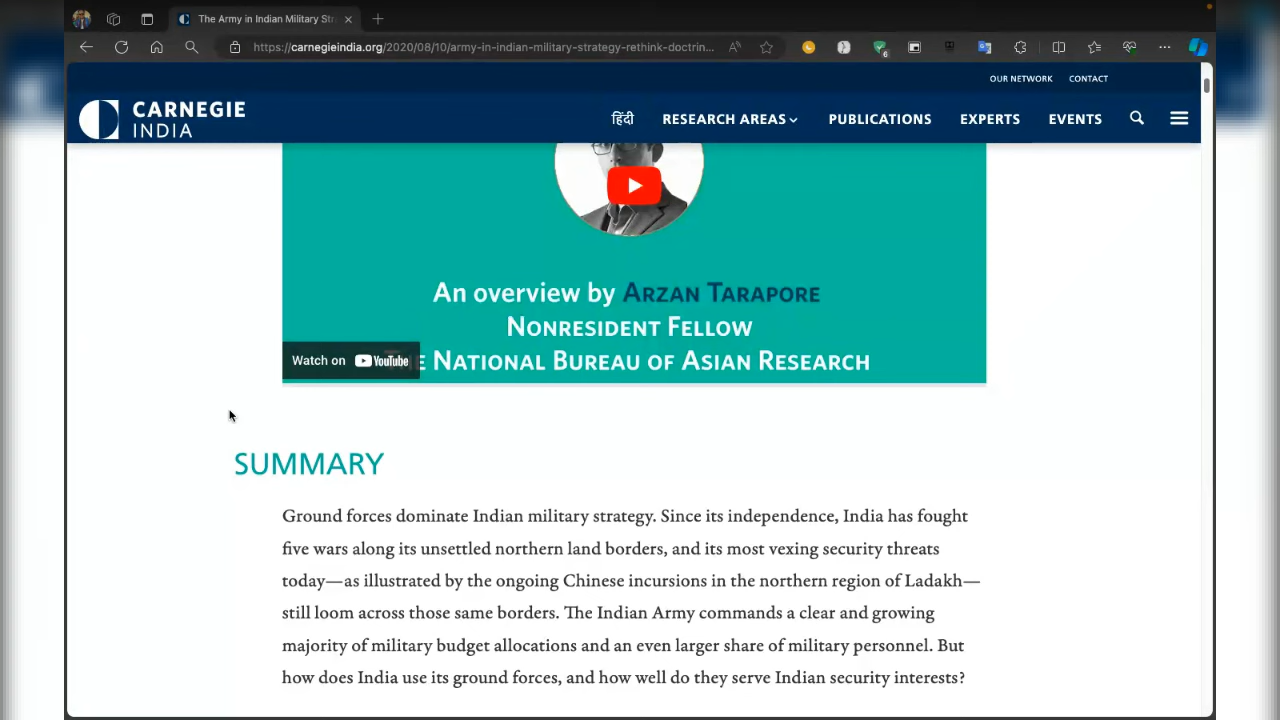 The Army in Indian Military Str
https://carnegieindia.org/2020/08/10/army-in-indian-military-strategy-rethink-doctrin...
6
OUR NETWORK CONTACT
CARNEGIE
INDIA
हिंदी RESEARCH AREAS PUBLICATIONS EXPERTS EVENTS
An overview by ARZAN TARAPORE
NONRESIDENT FELLOW
E NATIONAL BUREAU OF ASIAN RESEARCH
Watch on YouTube
SUMMARY
Ground forces dominate Indian military strategy. Since its independence, India has fought
five wars along its unsettled northern land borders, and its most vexing security threats
today—as illustrated by the ongoing Chinese incursions in the northern region of Ladakh—
still loom across those same borders. The Indian Army commands a clear and growing
majority of military budget allocations and an even larger share of military personnel. But
how does India use its ground forces, and how well do they serve Indian security interests?